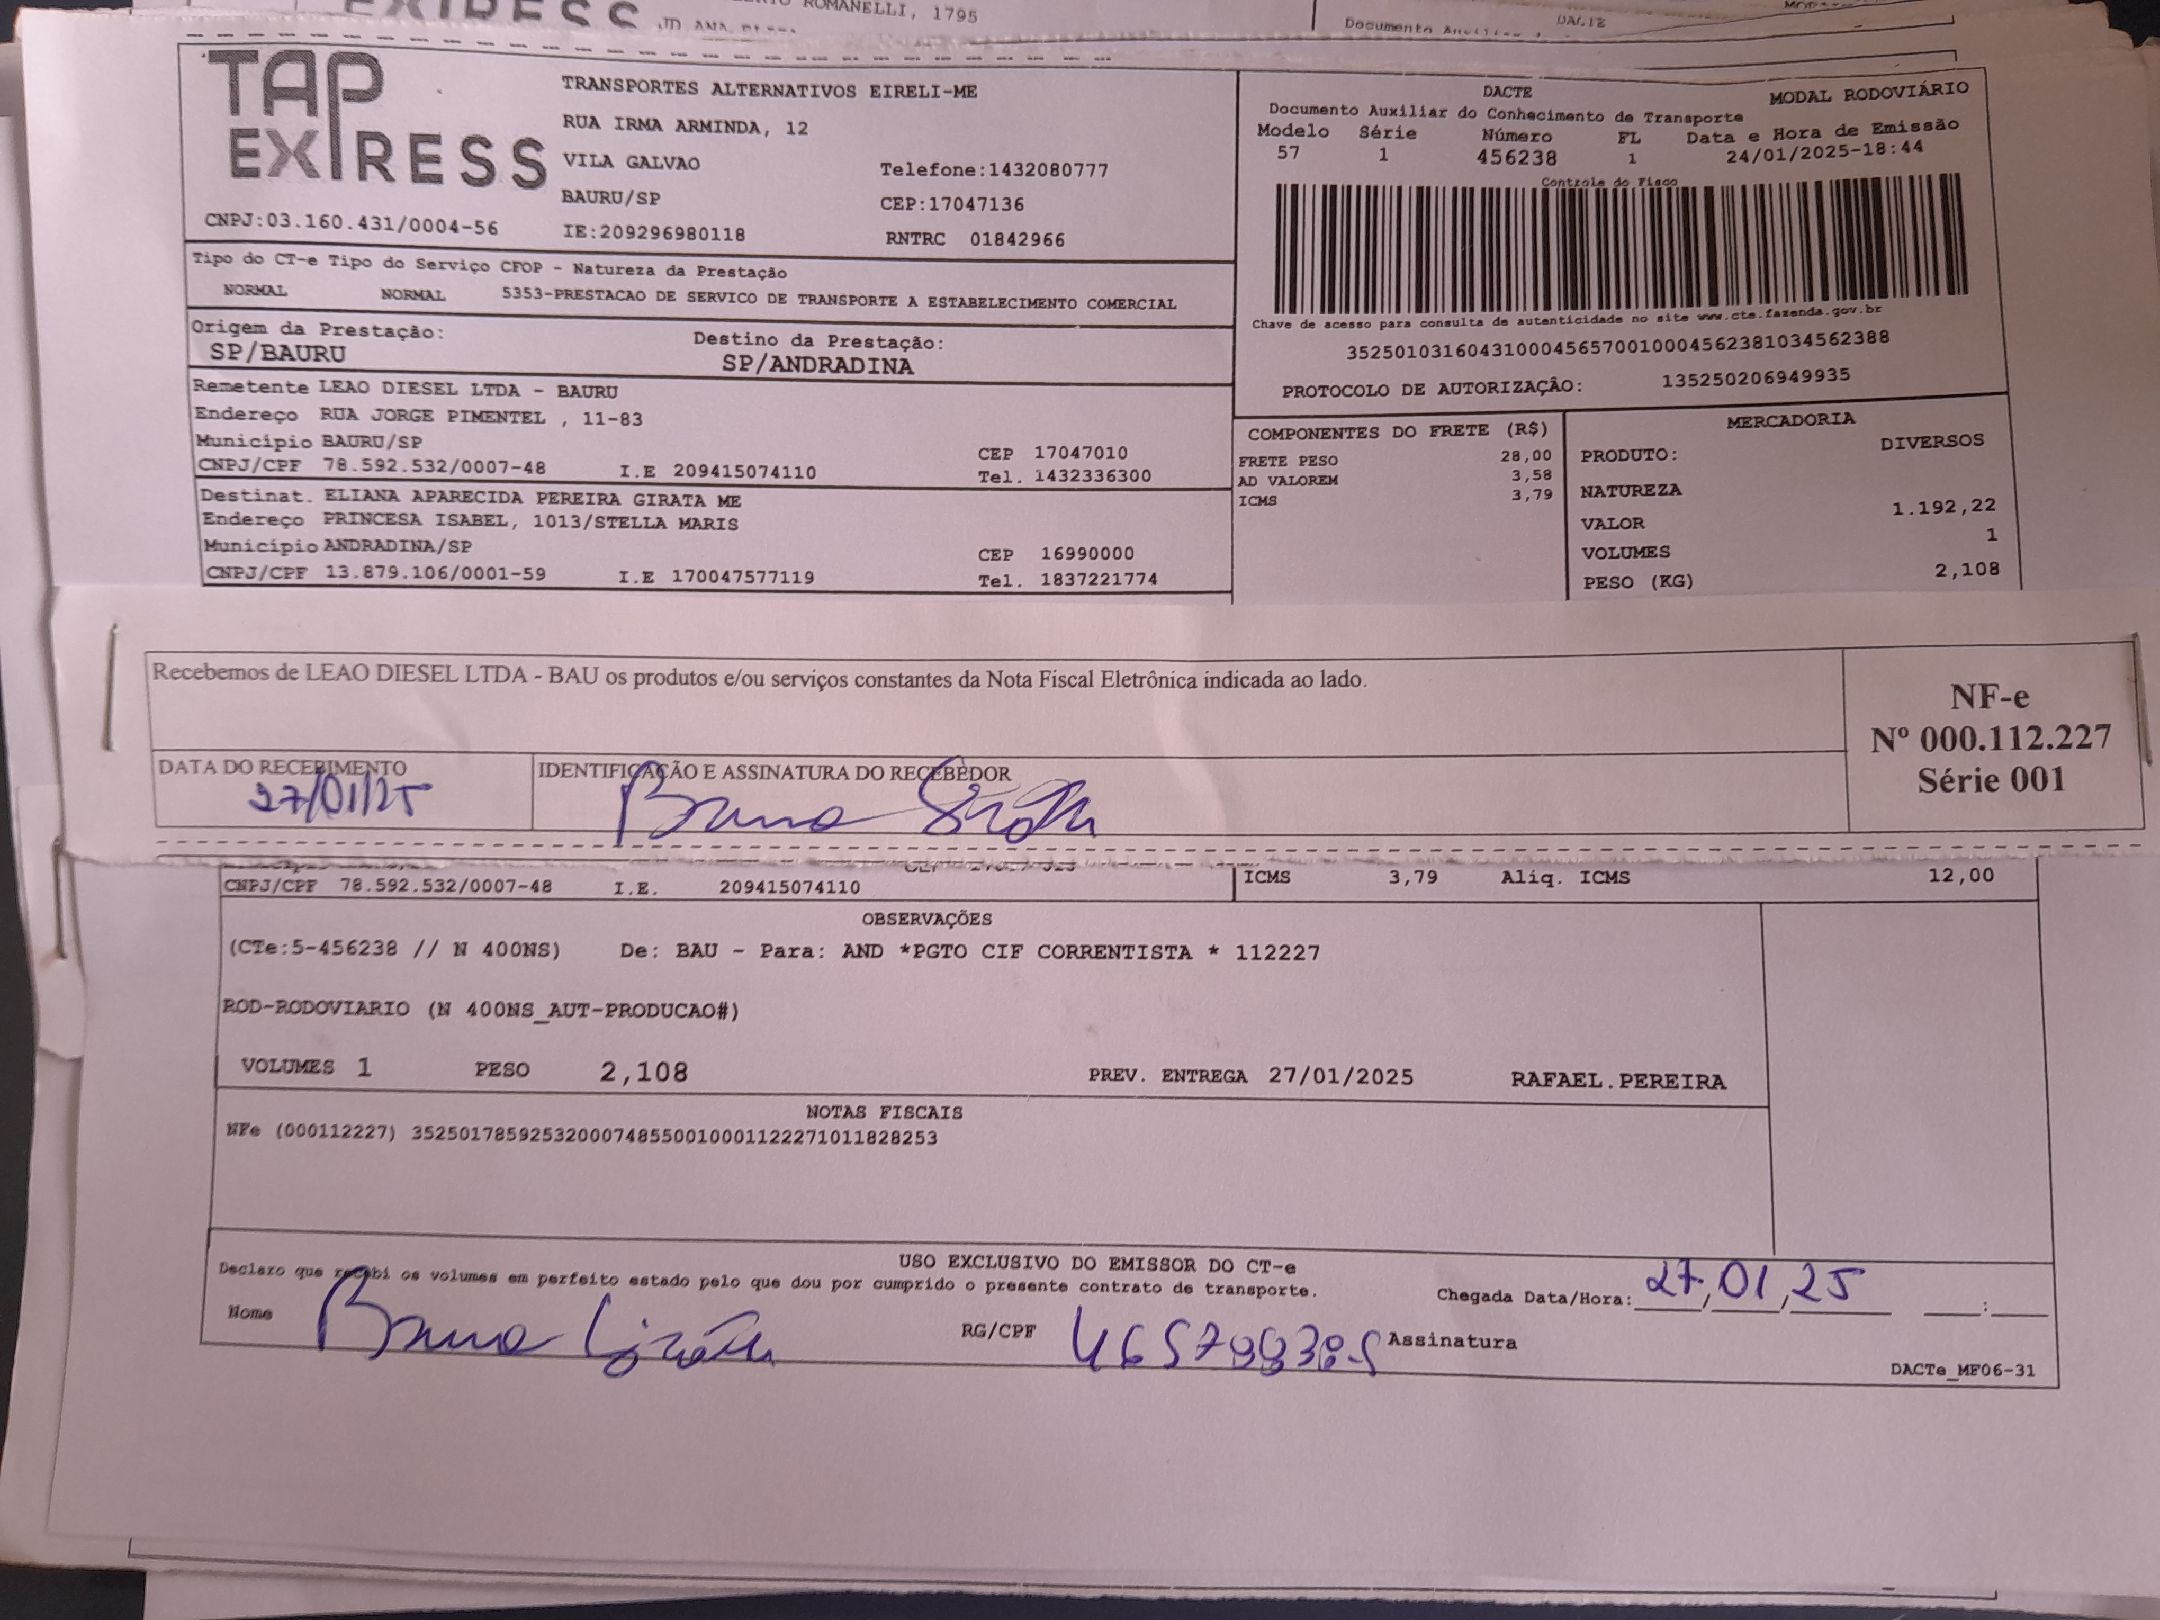 ROMANELLI, 1795
EXPRESS
DACTE
TAP
EXPRESS
TRANSPORTES ALTERNATIVOS EIRELI-ME
RUA IRMA ARMINDA, 12
VILA GALVAO Telefone:1432080777
BAURU/SP CEP:17047136
CNPJ:03.160.431/0004-56 IE:209296980118 RNTRC 01842966
DACTE MODAL RODOVIÁRIO
Documento Auxiliar do Conhecimento de Transporte
Modelo Série Número FL Data e Hora de Emissão
57 1 456238 1 24/01/2025-18:44
Controle do Fisco
Chave de acesso para consulta de autenticidade no site www.cte.fazenda.gov.br
35250103160431000456570010004562381034562388
PROTOCOLO DE AUTORIZAÇÃO: 135250206949935
Tipo do CT-e Tipo do Serviço CFOP - Natureza da Prestação
NORMAL NORMAL 5353-PRESTACAO DE SERVICO DE TRANSPORTE A ESTABELECIMENTO COMERCIAL
Origem da Prestação: Destino da Prestação:
SP/BAURU SP/ANDRADINA
Remetente LEAO DIESEL LTDA - BAURU
Endereço RUA JORGE PIMENTEL , 11-83
Município BAURU/SP CEP 17047010
CNPJ/CPF 78.592.532/0007-48 I.E 209415074110 Tel. 1432336300
Destinat. ELIANA APARECIDA PEREIRA GIRATA ME
Endereço PRINCESA ISABEL, 1013/STELLA MARIS
Município ANDRADINA/SP CEP 16990000
CNPJ/CPF 13.879.106/0001-59 I.E 170047577119 Tel. 1837221774
COMPONENTES DO FRETE (R$)
FRETE PESO 28,00
AD VALOREM 3,58
ICMS 3,79
MERCADORIA
PRODUTO: DIVERSOS
NATUREZA
VALOR 1.192,22
VOLUMES 1
PESO (KG) 2,108
Recebemos de LEAO DIESEL LTDA - BAU os produtos e/ou serviços constantes da Nota Fiscal Eletrônica indicada ao lado.
NF-e
Nº 000.112.227
Série 001
DATA DO RECEBIMENTO IDENTIFICAÇÃO E ASSINATURA DO RECEBEDOR
27/01/25 Bruno
CNPJ/CPF 78.592.532/0007-48 I.E. 209415074110 ICMS 3,79 Aliq. ICMS 12,00
OBSERVAÇÕES
(CTe:5-456238 // N 400NS) De: BAU - Para: AND *PGTO CIF CORRENTISTA * 112227
ROD-RODOVIARIO (N 400NS_AUT-PRODUCAO#)
VOLUMES 1 PESO 2,108 PREV. ENTREGA 27/01/2025 RAFAEL.PEREIRA
NOTAS FISCAIS
NFe (000112227) 35250178592532000748550010001122271011828253
USO EXCLUSIVO DO EMISSOR DO CT-e
Declaro que recebi os volumes em perfeito estado pelo que dou por cumprido o presente contrato de transporte.
Chegada Data/Hora: 27/01/25 :
Nome Bruno RG/CPF Assinatura
DACTe_MF06-31